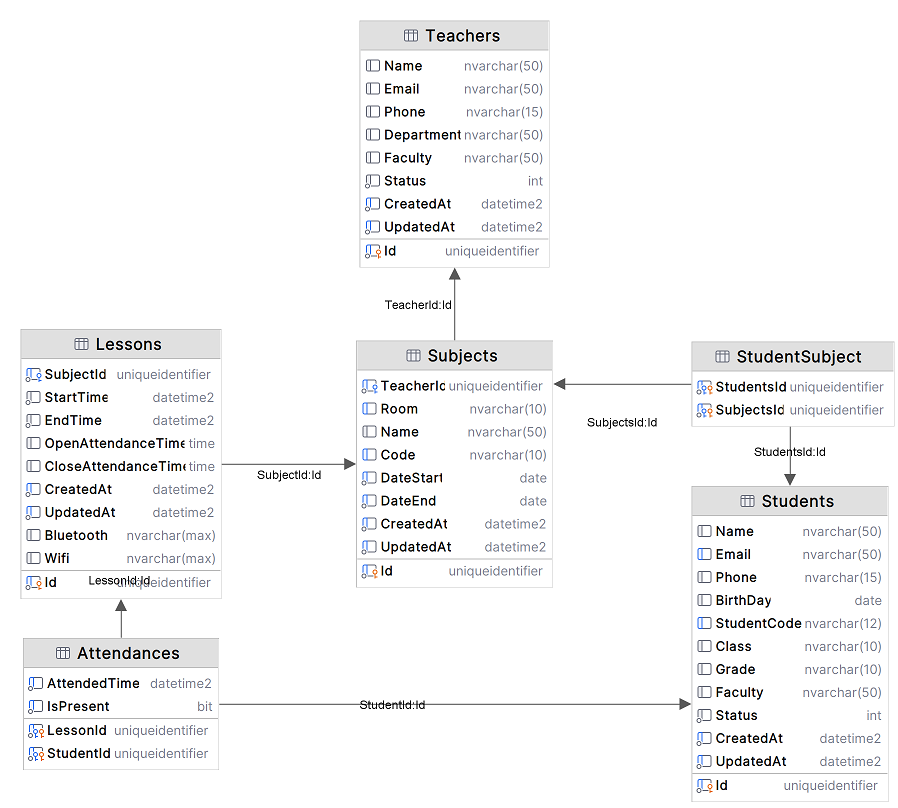 Teachers
Name nvarchar(50)
Email nvarchar(50)
Phone nvarchar(15)
Department nvarchar(50)
Faculty nvarchar(50)
Status int
CreatedAt datetime2
UpdatedAt datetime2
Id uniqueidentifier
TeacherId:Id
Lessons
SubjectId uniqueidentifier
StartTime datetime2
EndTime datetime2
OpenAttendanceTime time
CloseAttendanceTime time
CreatedAt datetime2
UpdatedAt datetime2
Bluetooth nvarchar(max)
Wifi nvarchar(max)
Id uniqueidentifier
LessonId:Id
SubjectId:Id
Subjects
TeacherId uniqueidentifier
Room nvarchar(10)
Name nvarchar(50)
Code nvarchar(10)
DateStart date
DateEnd date
CreatedAt datetime2
UpdatedAt datetime2
Id uniqueidentifier
StudentSubject
StudentsId uniqueidentifier
SubjectsId uniqueidentifier
SubjectsId:Id
StudentsId:Id
Students
Name nvarchar(50)
Email nvarchar(50)
Phone nvarchar(15)
BirthDay date
StudentCode nvarchar(12)
Class nvarchar(10)
Grade nvarchar(10)
Faculty nvarchar(50)
Status int
CreatedAt datetime2
UpdatedAt datetime2
Id uniqueidentifier
Attendances
AttendedTime datetime2
IsPresent bit
LessonId uniqueidentifier
StudentId uniqueidentifier
StudentId:Id